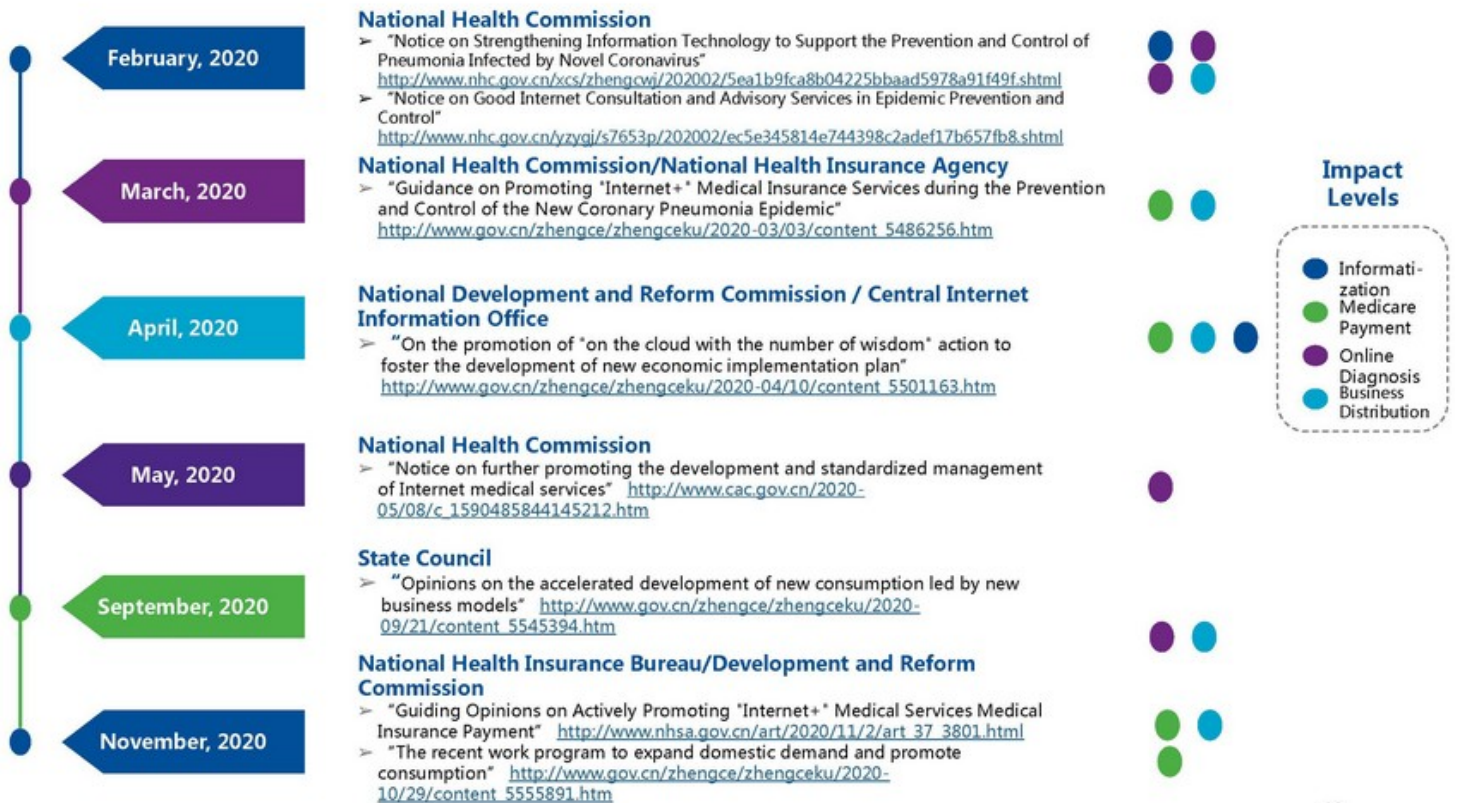 February, 2020
National Health Commission
➢ "Notice on Strengthening Information Technology to Support the Prevention and Control of
Pneumonia Infected by Novel Coronavirus"
http://www.nhc.gov.cn/xcs/zhengcwj/202002/5ea1b9fca8b04225bbaad5978a91f49f.shtml
➢ "Notice on Good Internet Consultation and Advisory Services in Epidemic Prevention and
Control"
http://www.nhc.gov.cn/yzygj/s7653p/202002/ec5e345814e744398c2adef17b657fb8.shtml
March, 2020
National Health Commission/National Health Insurance Agency
➢ "Guidance on Promoting "Internet+" Medical Insurance Services during the Prevention
and Control of the New Coronary Pneumonia Epidemic"
http://www.gov.cn/zhengce/zhengceku/2020-03/03/content_5486256.htm
April, 2020
National Development and Reform Commission / Central Internet
Information Office
➢ "On the promotion of "on the cloud with the number of wisdom" action to
foster the development of new economic implementation plan"
http://www.gov.cn/zhengce/zhengceku/2020-04/10/content_5501163.htm
May, 2020
National Health Commission
➢ "Notice on further promoting the development and standardized management
of Internet medical services" http://www.cac.gov.cn/2020-
05/08/c_1590485844145212.htm
September, 2020
State Council
➢ "Opinions on the accelerated development of new consumption led by new
business models" http://www.gov.cn/zhengce/zhengceku/2020-
09/21/content_5545394.htm
November, 2020
National Health Insurance Bureau/Development and Reform
Commission
➢ "Guiding Opinions on Actively Promoting "Internet+" Medical Services Medical
Insurance Payment" http://www.nhsa.gov.cn/art/2020/11/2/art_37_3801.html
➢ "The recent work program to expand domestic demand and promote
consumption" http://www.gov.cn/zhengce/zhengceku/2020-
10/29/content_5555891.htm
Impact
Levels
Informati-
zation
Medicare
Payment
Online
Diagnosis
Business
Distribution